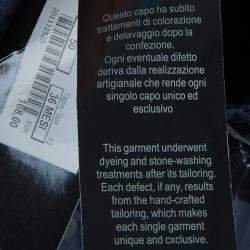 Questo capo ha subito
trattamenti di colorazione
e delavaggio dopo la
confezione.
Ogni eventuale difetto
deriva dalla realizzazione
artigianale che rende ogni
singolo capo unico ed
esclusivo
This garment underwent
dyeing and stone-washing
treatments after its tailoring.
Each defect, if any, results
from the hand-crafted
tailoring, which makes
each single garment
unique and cxclusive.
50
36 MESI
168.00